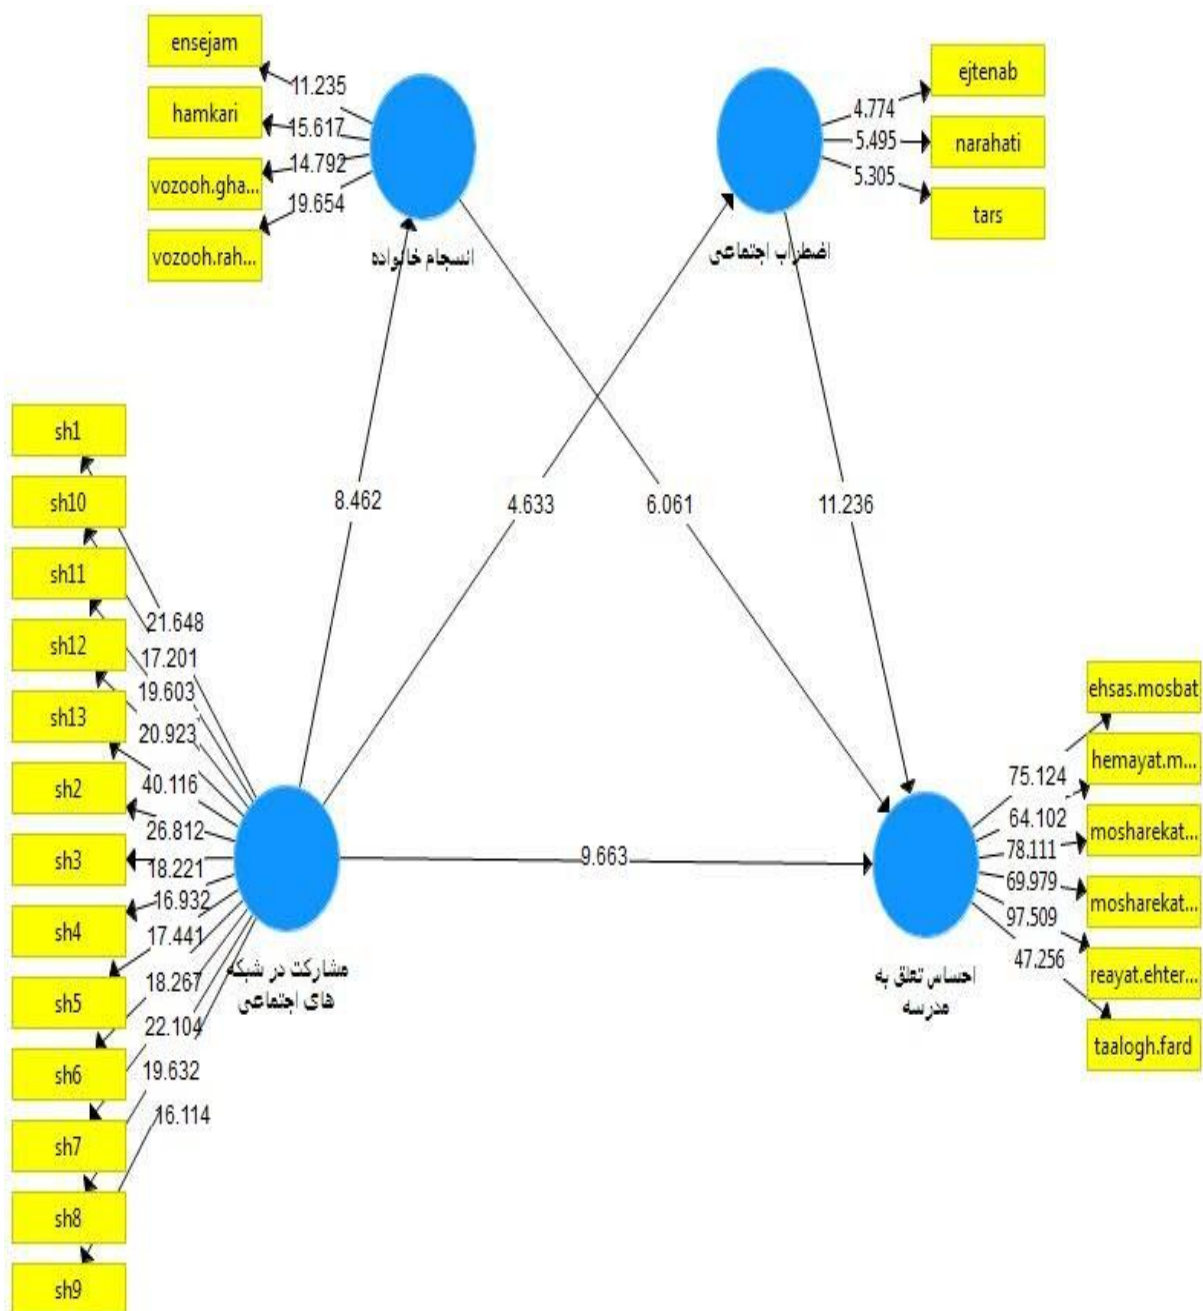 ensejam
hamkari
vozooh.gha...
vozooh.rah...
11.235
15.617
14.792
19.654
انسجام خانواده
ejtenab
narahati
tars
4.774
5.495
5.305
اضطراب اجتماعی
8.462
4.633
6.061
11.236
9.663
sh1
sh10
sh11
sh12
sh13
sh2
sh3
sh4
sh5
sh6
sh7
sh8
sh9
21.648
17.201
19.603
20.923
40.116
26.812
18.221
16.932
17.441
18.267
22.104
19.632
16.114
مشارکت در شبکه
های اجتماعی
ehsas.mosbat
hemayat.m...
mosharekat...
mosharekat...
reayat.ehter...
taalogh.fard
75.124
64.102
78.111
69.979
97.509
47.256
احساس تعلق به
مدرسه